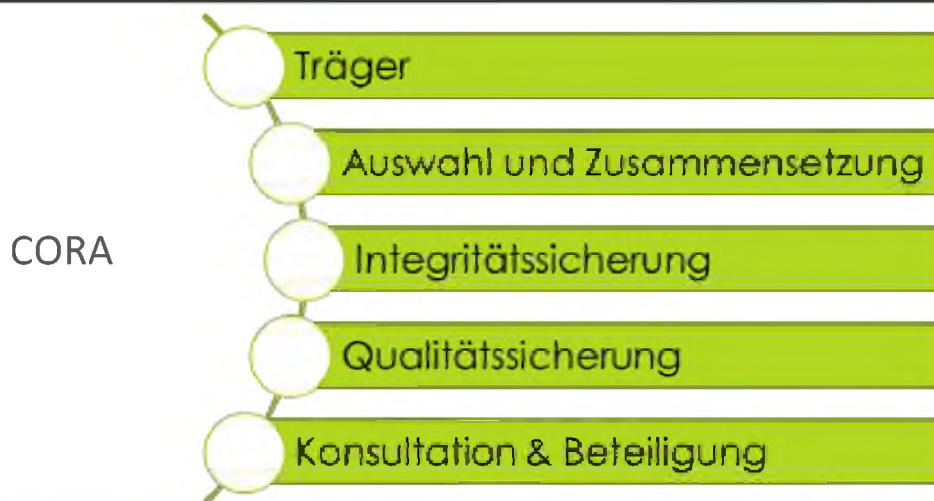 Träger
Auswahl und Zusammensetzung
CORA
Integritätssicherung
Qualitätssicherung
Konsultation & Beteiligung